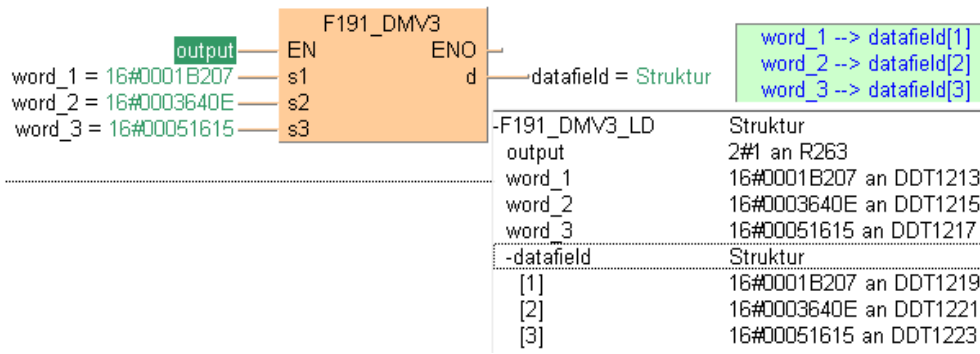 F191_DMV3
output EN ENO
word_1 = 16#0001B207 s1 d datafield = Struktur
word_2 = 16#0003640E s2
word_3 = 16#00051615 s3
word_1 --> datafield[1]
word_2 --> datafield[2]
word_3 --> datafield[3]
-F191_DMV3_LD Struktur
output 2#1 an R263
word_1 16#0001B207 an DDT1213
word_2 16#0003640E an DDT1215
word_3 16#00051615 an DDT1217
-datafield Struktur
[1] 16#0001B207 an DDT1219
[2] 16#0003640E an DDT1221
[3] 16#00051615 an DDT1223